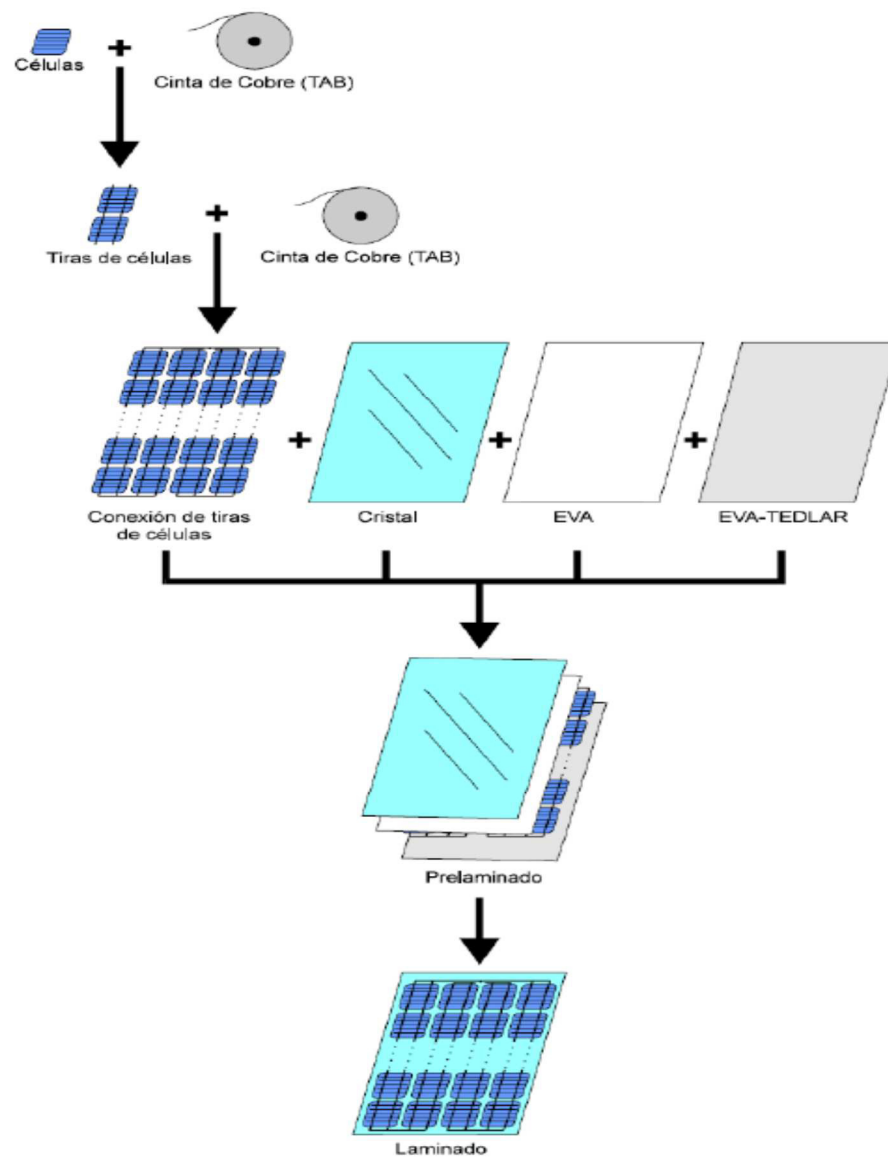 Células
+
Cinta de Cobre (TAB)
Tiras de células
+
Cinta de Cobre (TAB)
+
+
+
Conexión de tiras
de células
Cristal
EVA
EVA-TEDLAR
Prelaminado
Laminado